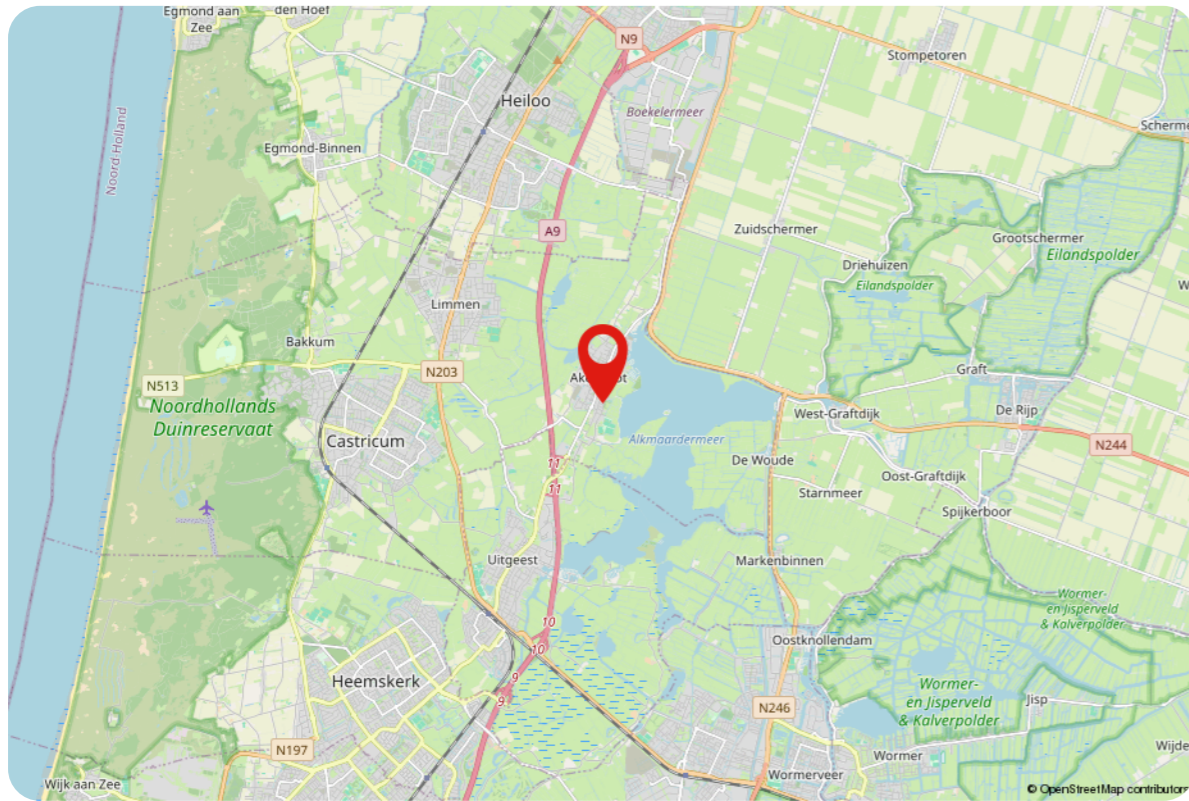 Egmond aan
Zee
den Hoef
N9
Stompetoren
Heiloo
Boekelermeer
Scherme
Noord-Holland
Egmond-Binnen
A9
Zuidschermer
Grootschermer
Eilandspolder
Driehuizen
Eilandspolder
Limmen
Bakkum
N513
N203
Graft
Noordhollands
Duinreservaat
West-Graftdijk
De Rijp
Castricum
Alkmaardermeer
N244
11
De Woude
11
Oost-Graftdijk
Starnmeer
Spijkerboor
Uitgeest
Markenbinnen
Wormer-
en Jisperveld
& Kalverpolder
10
Oostknollendam
10
Heemskerk
9
9
Wormer-
en Jisperveld
& Kalverpolder
Jisp
N246
N197
Wormer
Wijde
Wormerveer
Wijk aan Zee
© OpenStreetMap contributors